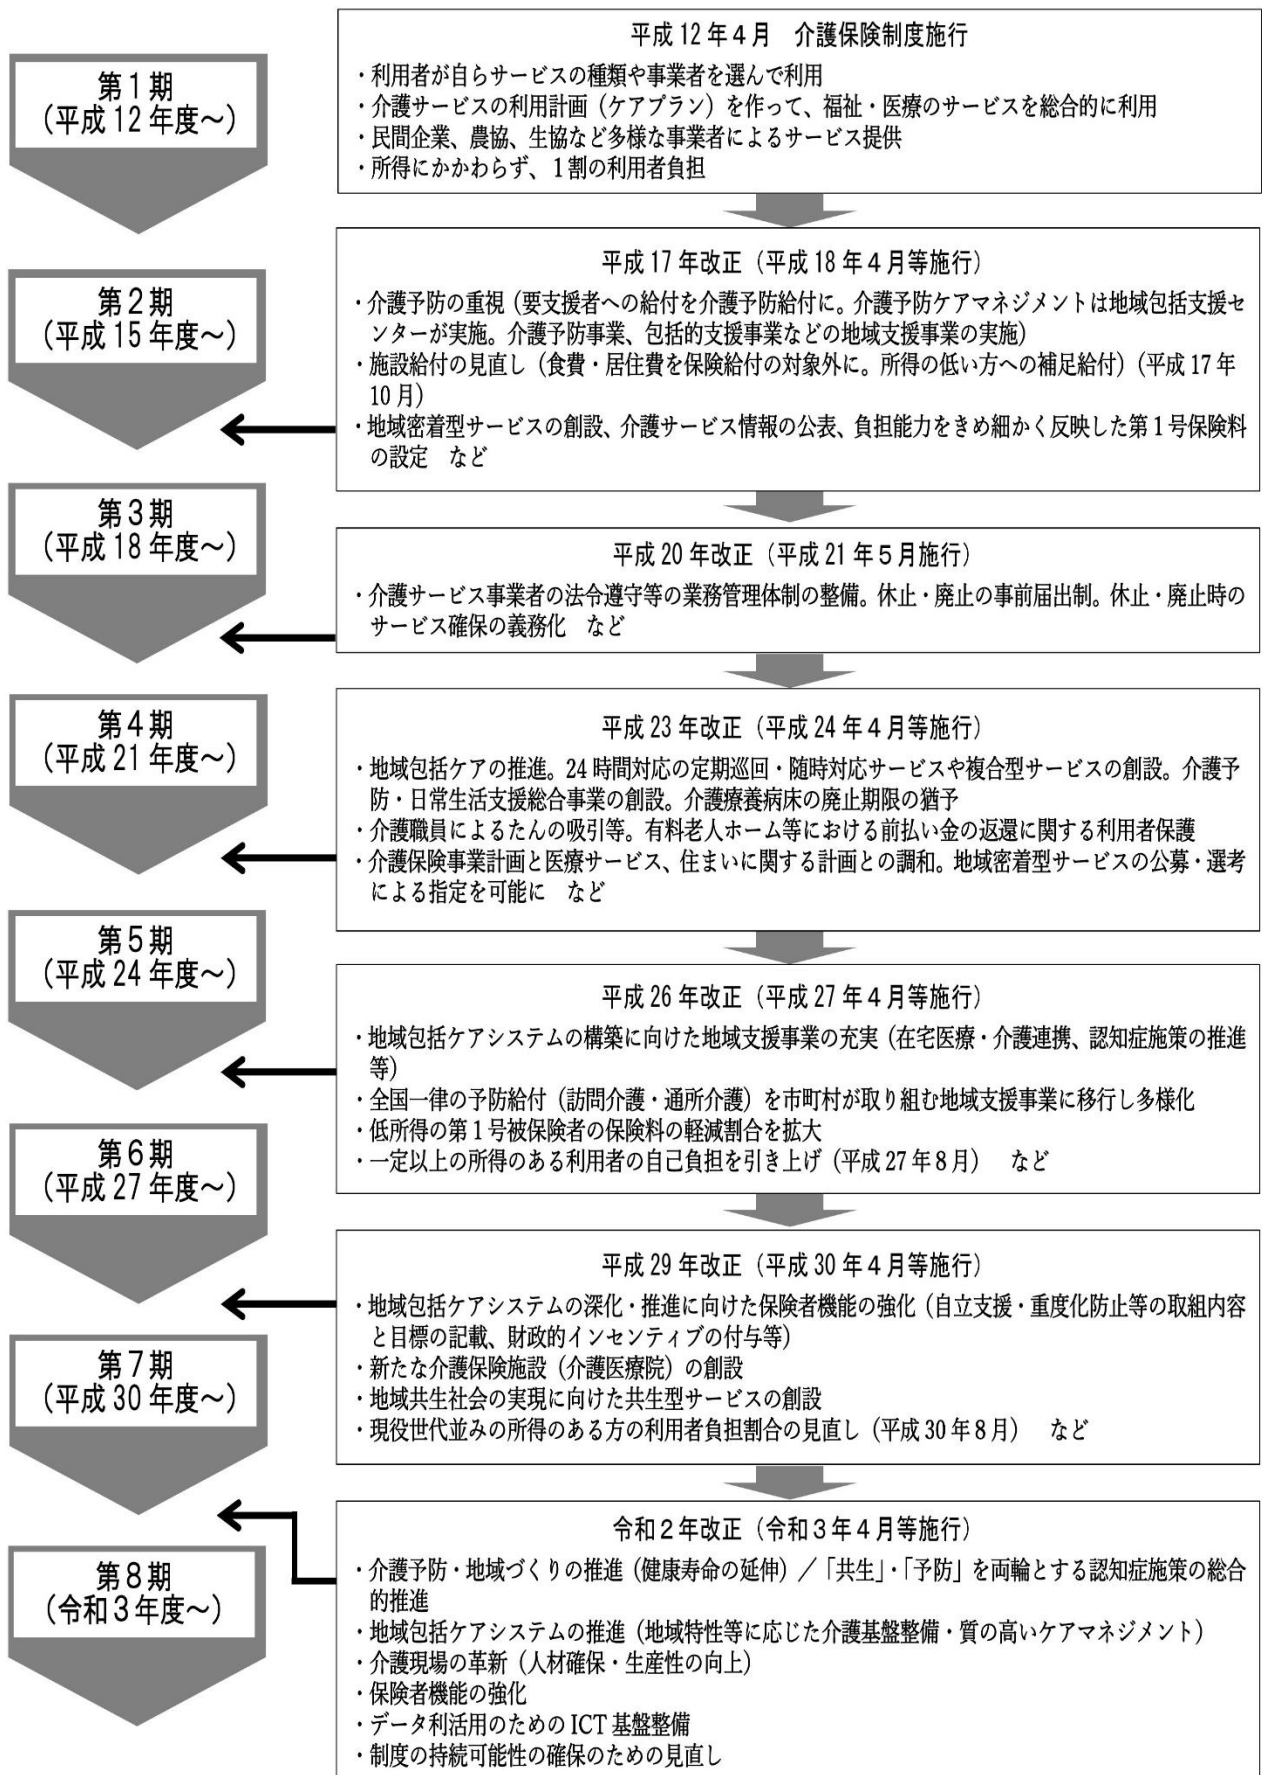 第１期
（平成 12 年度～）
平成 12 年４月　介護保険制度施行
・利用者が自らサービスの種類や事業者を選んで利用
・介護サービスの利用計画（ケアプラン）を作って、福祉・医療のサービスを総合的に利用
・民間企業、農協、生協など多様な事業者によるサービス提供
・所得にかかわらず、１割の利用者負担
第２期
（平成 15 年度～）
平成 17 年改正（平成 18 年４月等施行）
・介護予防の重視（要支援者への給付を介護予防給付に。介護予防ケアマネジメントは地域包括支援セ
ンターが実施。介護予防事業、包括的支援事業などの地域支援事業の実施）
・施設給付の見直し（食費・居住費を保険給付の対象外に。所得の低い方への補足給付）（平成 17 年
10 月）
・地域密着型サービスの創設、介護サービス情報の公表、負担能力をきめ細かく反映した第１号保険料
の設定　など
第３期
（平成 18 年度～）
平成 20 年改正（平成 21 年５月施行）
・介護サービス事業者の法令遵守等の業務管理体制の整備。休止・廃止の事前届出制。休止・廃止時の
サービス確保の義務化　など
第４期
（平成 21 年度～）
平成 23 年改正（平成 24 年４月等施行）
・地域包括ケアの推進。24 時間対応の定期巡回・随時対応サービスや複合型サービスの創設。介護予
防・日常生活支援総合事業の創設。介護療養病床の廃止期限の猶予
・介護職員によるたんの吸引等。有料老人ホーム等における前払い金の返還に関する利用者保護
・介護保険事業計画と医療サービス、住まいに関する計画との調和。地域密着型サービスの公募・選考
による指定を可能に　など
第５期
（平成 24 年度～）
平成 26 年改正（平成 27 年４月等施行）
・地域包括ケアシステムの構築に向けた地域支援事業の充実（在宅医療・介護連携、認知症施策の推進
等）
・全国一律の予防給付（訪問介護・通所介護）を市町村が取り組む地域支援事業に移行し多様化
・低所得の第１号被保険者の保険料の軽減割合を拡大
・一定以上の所得のある利用者の自己負担を引き上げ（平成 27 年８月）　など
第６期
（平成 27 年度～）
平成 29 年改正（平成 30 年４月等施行）
・地域包括ケアシステムの深化・推進に向けた保険者機能の強化（自立支援・重度化防止等の取組内容
と目標の記載、財政的インセンティブの付与等）
・新たな介護保険施設（介護医療院）の創設
・地域共生社会の実現に向けた共生型サービスの創設
・現役世代並みの所得のある方の利用者負担割合の見直し（平成 30 年８月）　など
第７期
（平成 30 年度～）
令和２年改正（令和３年４月等施行）
・介護予防・地域づくりの推進（健康寿命の延伸）／「共生」・「予防」を両輪とする認知症施策の総合
的推進
・地域包括ケアシステムの推進（地域特性等に応じた介護基盤整備・質の高いケアマネジメント）
・介護現場の革新（人材確保・生産性の向上）
・保険者機能の強化
・データ利活用のための ICT 基盤整備
・制度の持続可能性の確保のための見直し
第８期
（令和３年度～）